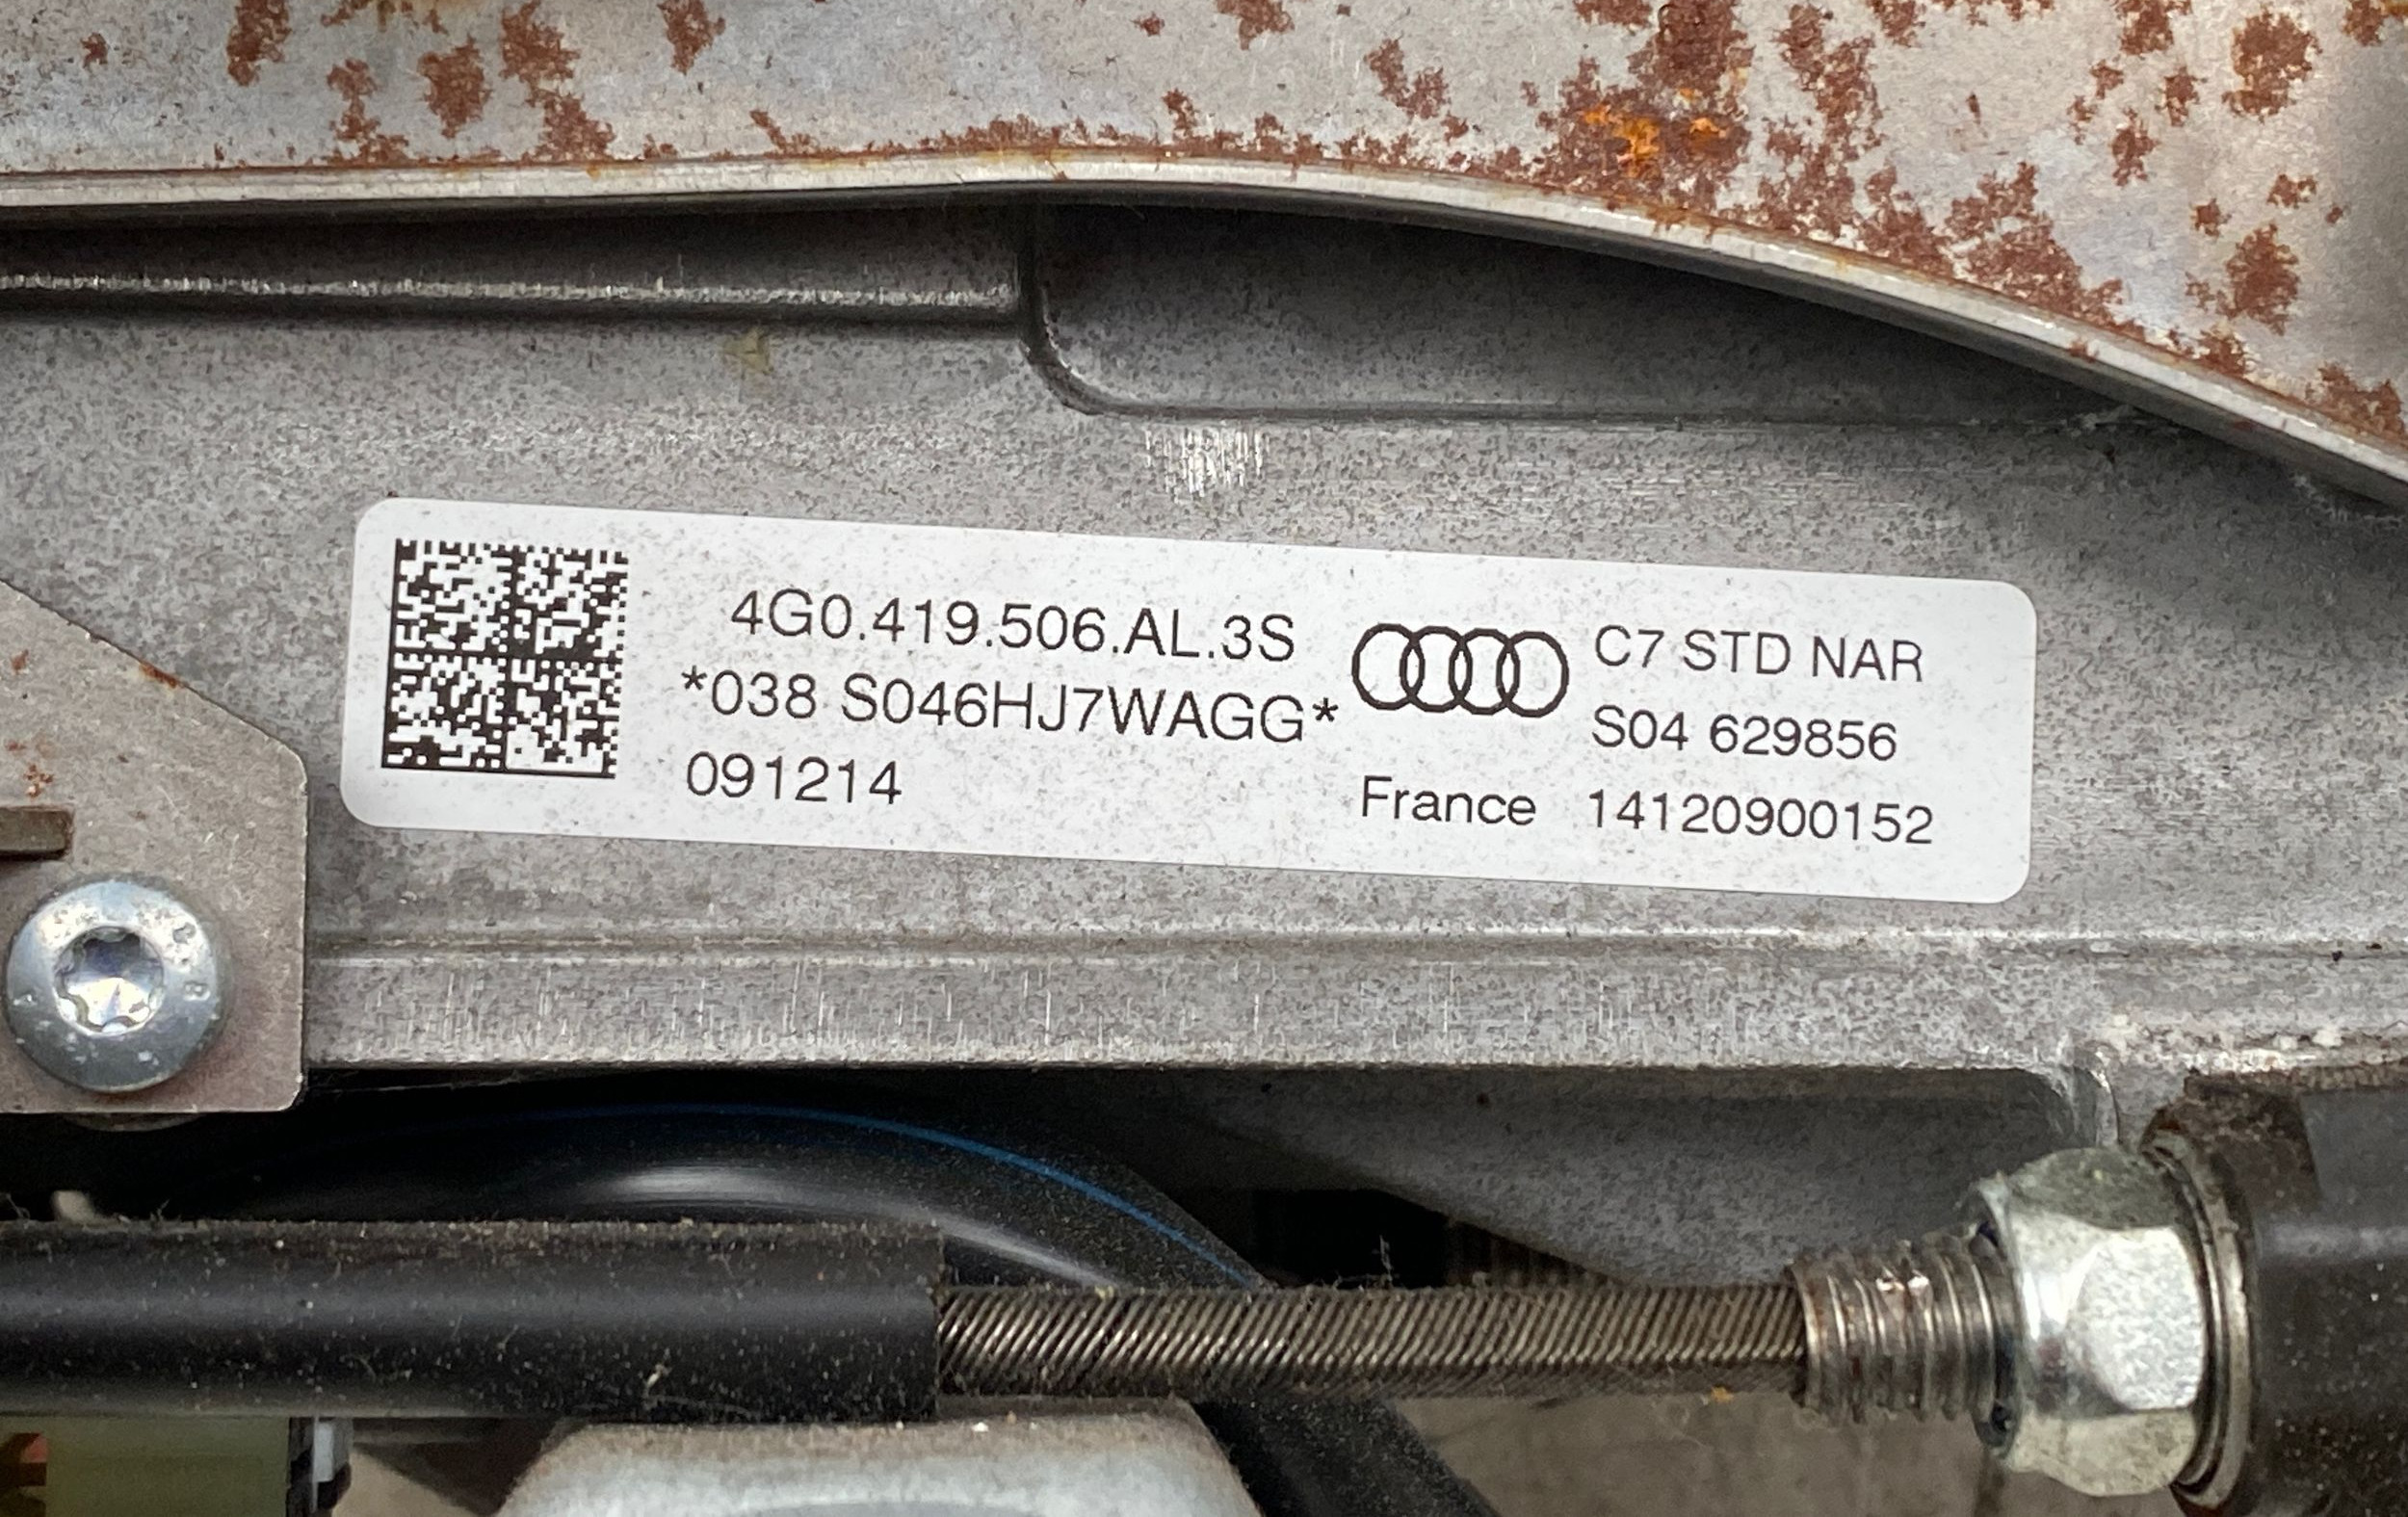 4G0.419.506.AL.3S
*038 S046HJ7WAGG*
091214
C7 STD NAR
S04 629856
France 14120900152